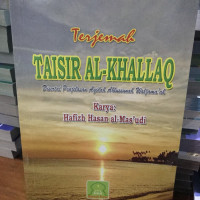 Terjemah
TAISIR AL-KHALLAQ
Karya:
Hafizh Hasan al-Mas'udi